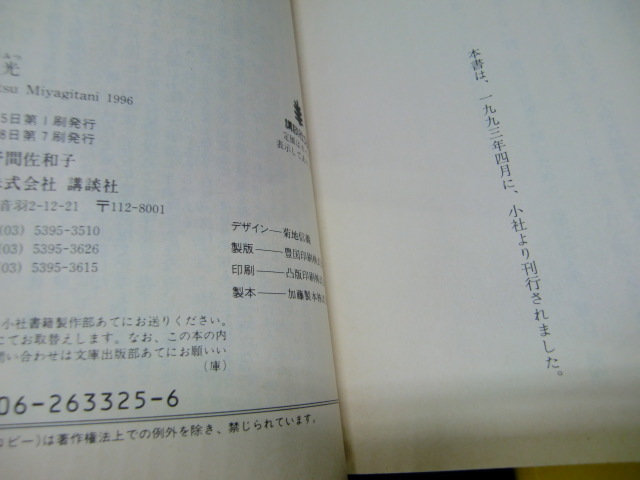 本書は、一九九三年四月に、小社より刊行されました。
光
tsu Miyagitani 1996
5日第1刷発行
8日第7刷発行
間佐和子
株式会社 講談社
音羽2-12-21 〒112-8001
(03) 5395-3510
(03) 5395-3626
(03) 5395-3615
デザイン―菊地信義
製版――豊国印刷株式
印刷――凸版印刷株式
製本――加藤製本株式
小社書籍製作部あてにお送りください。
にてお取替えします。なお、この本の内
問い合わせは文庫出版部あてにお願いい
(庫)
06-263325-6
コピー)は著作権法上での例外を除き、禁じられています。